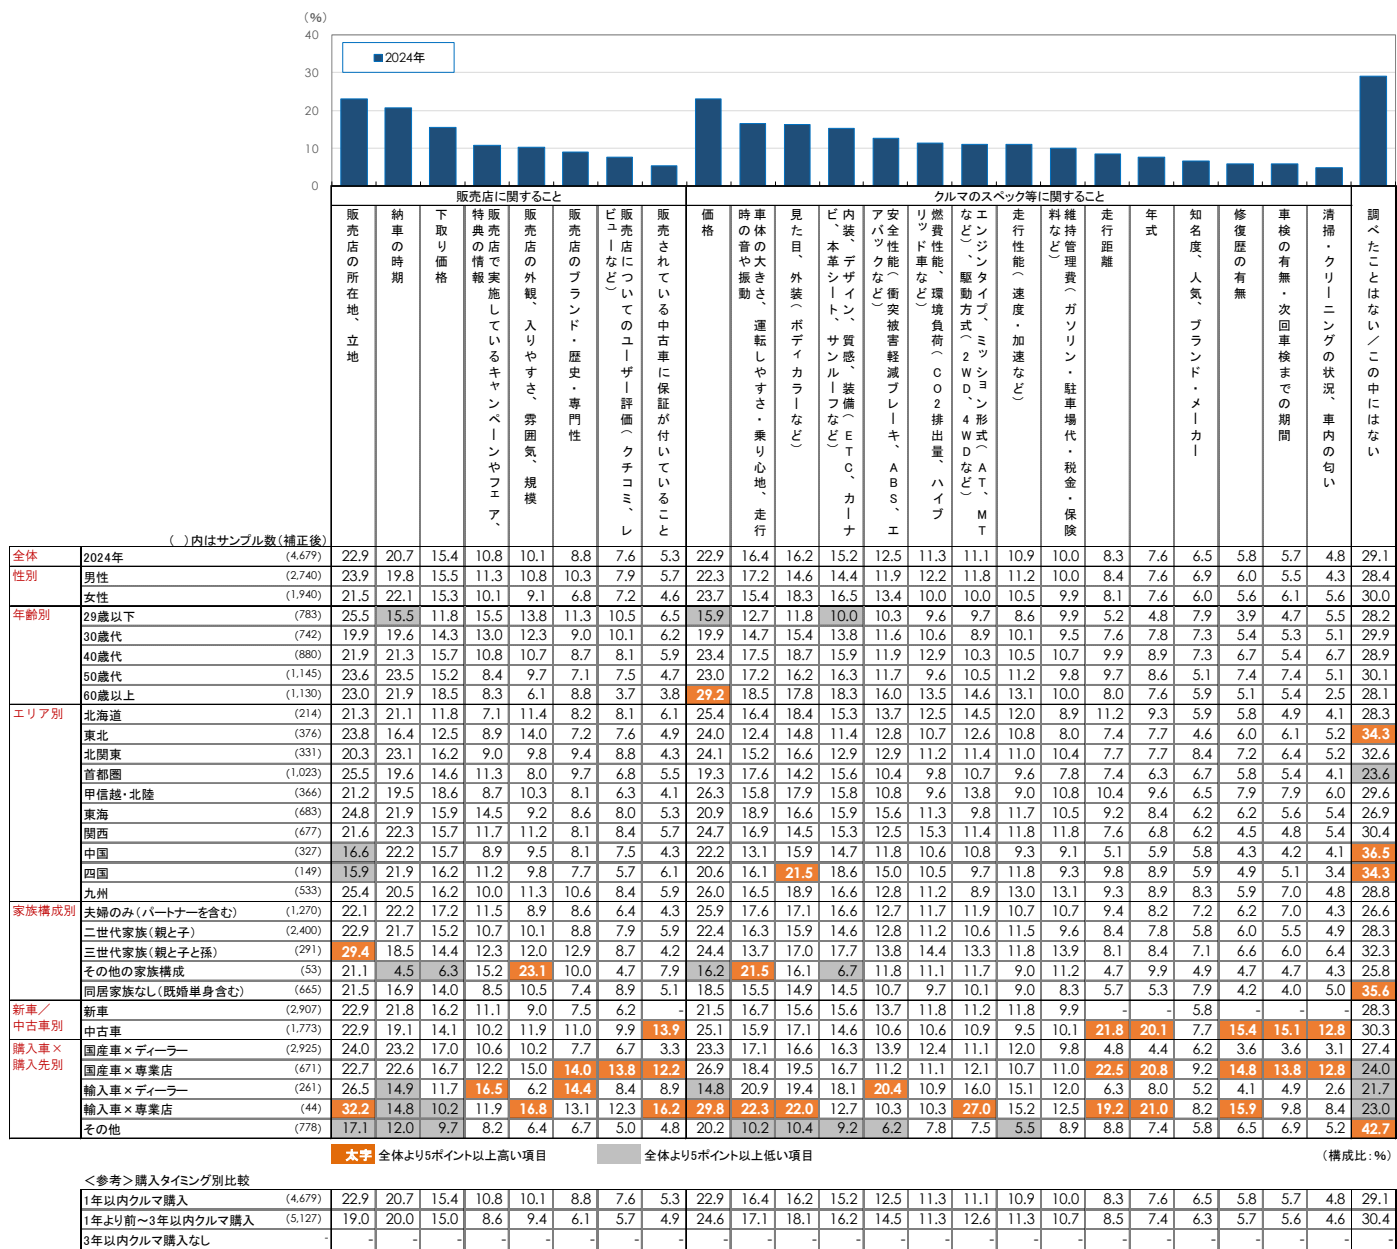 (%)
40
30
20
10
0
■2024年
販売店に関すること
クルマのスペック等に関すること
販売店の所在地、立地
納車の時期
下取り価格
販売店で実施しているキャンペーンやフェア、
特典の情報
販売店の外観、入りやすさ、雰囲気、規模
販売店のブランド・歴史・専門性
販売店についてのユーザー評価(クチコミ、レ
ビューなど)
販売されている中古車に保証が付いていること
価格
車体の大きさ、運転しやすさ・乗り心地、走行
時の音や振動
見た目、外装(ボディカラーなど)
内装、デザイン、質感、装備(ETC、カーナ
ビ、本革シート、サンルーフなど)
安全性能(衝突被害軽減ブレーキ、ABS、エ
アバックなど)
燃費性能、環境負荷(CO2排出量、ハイブ
リッド車など)
エンジンタイプ、ミッション形式(AT、MT
など)、駆動方式(2WD、4WDなど)
走行性能(速度・加速など)
維持管理費(ガソリン・駐車場代・税金・保険
料など)
走行距離
年式
知名度、人気、ブランド・メーカー
修復歴の有無
車検の有無・次回車検までの期間
清掃・クリーニングの状況、車内の匂い
調べたことはない/この中にはない
( )内はサンプル数(補正後)
全体 2024年 (4,679) 22.9 20.7 15.4 10.8 10.1 8.8 7.6 5.3 22.9 16.4 16.2 15.2 12.5 11.3 11.1 10.9 10.0 8.3 7.6 6.5 5.8 5.7 4.8 29.1
性別 男性 (2,740) 23.9 19.8 15.5 11.3 10.8 10.3 7.9 5.7 22.3 17.2 14.6 14.4 11.9 12.2 11.8 11.2 10.0 8.4 7.6 6.9 6.0 5.5 4.3 28.4
女性 (1,940) 21.5 22.1 15.3 10.1 9.1 6.8 7.2 4.6 23.7 15.4 18.3 16.5 13.4 10.0 10.0 10.5 9.9 8.1 7.6 6.0 5.6 6.1 5.6 30.0
年齢別 29歳以下 (783) 25.5 15.5 11.8 15.5 13.8 11.3 10.5 6.5 15.9 12.7 11.8 10.0 10.3 9.6 9.7 8.6 9.9 5.2 4.8 7.9 3.9 4.7 5.5 28.2
30歳代 (742) 19.9 19.6 14.3 13.0 12.3 9.0 10.1 6.2 19.9 14.7 15.4 13.8 11.6 10.6 8.9 10.1 9.5 7.6 7.8 7.3 5.4 5.3 5.1 29.9
40歳代 (880) 21.9 21.3 15.7 10.8 10.7 8.7 8.1 5.9 23.4 17.5 18.7 15.9 11.9 12.9 10.3 10.5 10.7 9.9 8.9 7.3 6.7 5.4 6.7 28.9
50歳代 (1,145) 23.6 23.5 15.2 8.4 9.7 7.1 7.5 4.7 23.0 17.2 16.2 16.3 11.7 9.6 10.5 11.2 9.8 9.7 8.6 5.1 7.4 7.4 5.1 30.1
60歳以上 (1,130) 23.0 21.9 18.5 8.3 6.1 8.8 3.7 3.8 29.2 18.5 17.8 18.3 16.0 13.5 14.6 13.1 10.0 8.0 7.6 5.9 5.1 5.4 2.5 28.1
エリア別 北海道 (214) 21.3 21.1 11.8 7.1 11.4 8.2 8.1 6.1 25.4 16.4 18.4 15.3 13.7 12.5 14.5 12.0 8.9 11.2 9.3 5.9 5.8 4.9 4.1 28.3
東北 (376) 23.8 16.4 12.5 8.9 14.0 7.2 7.6 4.9 24.0 12.4 14.8 11.4 12.8 10.7 12.6 10.8 8.0 7.4 7.7 4.6 6.0 6.1 5.2 34.3
北関東 (331) 20.3 23.1 16.2 9.0 9.8 9.4 8.8 4.3 24.1 15.2 16.6 12.9 12.9 11.2 11.4 11.0 10.4 7.7 7.7 8.4 7.2 6.4 5.2 32.6
首都圏 (1,023) 25.5 19.6 14.6 11.3 8.0 9.7 6.8 5.5 19.3 17.6 14.2 15.6 10.4 9.8 10.7 9.6 7.8 7.4 6.3 6.7 5.8 5.4 4.1 23.6
甲信越・北陸 (366) 21.2 19.5 18.6 8.7 10.3 8.1 6.3 4.1 26.3 15.8 17.9 15.8 10.8 9.6 13.8 9.0 10.8 10.4 9.6 6.5 7.9 7.9 6.0 29.6
東海 (683) 24.8 21.9 15.9 14.5 9.2 8.6 8.0 5.3 20.9 18.9 16.6 15.9 15.6 11.3 9.8 11.7 10.5 9.2 8.4 6.2 6.2 5.6 5.4 26.9
関西 (677) 21.6 22.3 15.7 11.7 11.2 8.1 8.4 5.7 24.7 16.9 14.5 15.3 12.5 15.3 11.4 11.8 11.8 7.6 6.8 6.2 4.5 4.8 5.4 30.4
中国 (327) 16.6 22.2 15.7 8.9 9.5 8.1 7.5 4.3 22.2 13.1 15.9 14.7 11.8 10.6 10.8 9.3 9.1 5.1 5.9 5.8 4.3 4.2 4.1 36.5
四国 (149) 15.9 21.9 16.2 11.2 9.8 7.7 5.7 6.1 20.6 16.1 21.5 18.6 15.0 10.5 9.7 11.8 9.3 9.8 8.9 5.9 4.9 5.1 3.4 34.3
九州 (533) 25.4 20.5 16.2 10.0 11.3 10.6 8.4 5.9 26.0 16.5 18.9 16.6 12.8 11.2 8.9 13.0 13.1 9.3 8.9 8.3 5.9 7.0 4.8 28.8
家族構成別 夫婦のみ(パートナーを含む) (1,270) 22.1 22.2 17.2 11.5 8.9 8.6 6.4 4.3 25.9 17.6 17.1 16.6 12.7 11.7 11.9 10.7 10.7 9.4 8.2 7.2 6.2 7.0 4.3 26.6
二世代家族(親と子) (2,400) 22.9 21.7 15.2 10.7 10.1 8.8 7.9 5.9 22.4 16.3 15.9 14.6 12.8 11.2 10.6 11.5 9.6 8.4 7.8 5.8 6.0 5.5 4.9 28.3
三世代家族(親と子と孫) (291) 29.4 18.5 14.4 12.3 12.0 12.9 8.7 4.2 24.4 13.7 17.0 17.7 13.8 14.4 13.3 11.8 13.9 8.1 8.4 7.1 6.6 6.0 6.4 32.3
その他の家族構成 (53) 21.1 4.5 6.3 15.2 23.1 10.0 4.7 7.9 16.2 21.5 16.1 6.7 11.8 11.1 11.7 9.0 11.2 4.7 9.9 4.9 4.7 4.7 4.3 25.8
同居家族なし(既婚単身含む) (665) 21.5 16.9 14.0 8.5 10.5 7.4 8.9 5.1 18.5 15.5 14.9 14.5 10.7 9.7 10.1 9.0 8.3 5.7 5.3 7.9 4.2 4.0 5.0 35.6
新車/
中古車別
新車 (2,907) 22.9 21.8 16.2 11.1 9.0 7.5 6.2 - 21.5 16.7 15.6 15.6 13.7 11.8 11.2 11.8 9.9 - - 5.8 - - - 28.3
中古車 (1,773) 22.9 19.1 14.1 10.2 11.9 11.0 9.9 13.9 25.1 15.9 17.1 14.6 10.6 10.6 10.9 9.5 10.1 21.8 20.1 7.7 15.4 15.1 12.8 30.3
購入車×
購入先別
国産車×ディーラー (2,925) 24.0 23.2 17.0 10.6 10.2 7.7 6.7 3.3 23.3 17.1 16.6 16.3 13.9 12.4 11.1 12.0 9.8 4.8 4.4 6.2 3.6 3.6 3.1 27.4
国産車×専業店 (671) 22.7 22.6 16.7 12.2 15.0 14.0 13.8 12.2 26.9 18.4 19.5 16.7 11.2 11.1 12.1 10.7 11.0 22.5 20.8 9.2 14.8 13.8 12.8 24.0
輸入車×ディーラー (261) 26.5 14.9 11.7 16.5 6.2 14.4 8.4 8.9 14.8 20.9 19.4 18.1 20.4 10.9 16.0 15.1 12.0 6.3 8.0 5.2 4.1 4.9 2.6 21.7
輸入車×専業店 (44) 32.2 14.8 10.2 11.9 16.8 13.1 12.3 16.2 29.8 22.3 22.0 12.7 10.3 10.3 27.0 15.2 12.5 19.2 21.0 8.2 15.9 9.8 8.4 23.0
その他 (778) 17.1 12.0 9.7 8.2 6.4 6.7 5.0 4.8 20.2 10.2 10.4 9.2 6.2 7.8 7.5 5.5 8.9 8.8 7.4 5.8 6.5 6.9 5.2 42.7
太字 全体より5ポイント以上高い項目 全体より5ポイント以上低い項目 (構成比:%)
<参考>購入タイミング別比較
1年以内クルマ購入 (4,679) 22.9 20.7 15.4 10.8 10.1 8.8 7.6 5.3 22.9 16.4 16.2 15.2 12.5 11.3 11.1 10.9 10.0 8.3 7.6 6.5 5.8 5.7 4.8 29.1
1年より前~3年以内クルマ購入 (5,127) 19.0 20.0 15.0 8.6 9.4 6.1 5.7 4.9 24.6 17.1 18.1 16.2 14.5 11.3 12.6 11.3 10.7 8.5 7.4 6.3 5.7 5.6 4.6 30.4
3年以内クルマ購入なし - - - - - - - - - - - - - - - - - - - - - - - - -